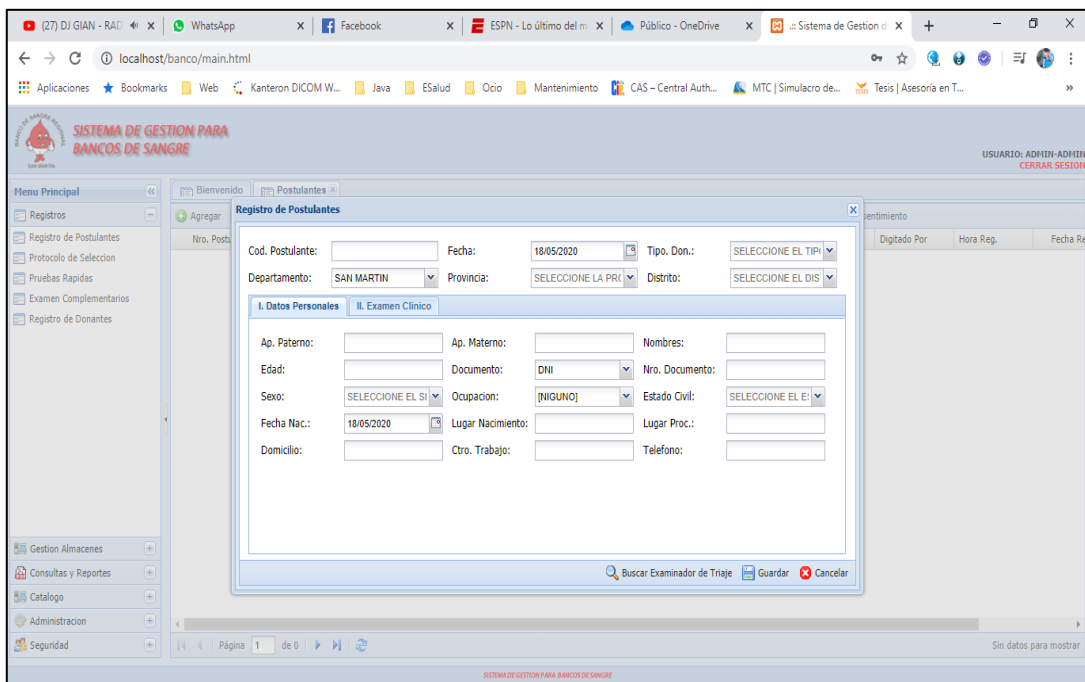 (27) DJ GIAN - RAD
WhatsApp
Facebook
ESPN - Lo último del m
Público - OneDrive
.:: Sistema de Gestion d
localhost/banco/main.html
Aplicaciones Bookmarks Web Kanteron DICOM W... Java ESalud Ocio Mantenimiento CAS – Central Auth... MTC | Simulacro de... Tesis | Asesoría en T... »
BANCO DE SANGRE REGIONAL
SAN MARTIN
SISTEMA DE GESTION PARA
BANCOS DE SANGRE
USUARIO: ADMIN-ADMIN
CERRAR SESION
Menu Principal
Registros
Registro de Postulantes
Protocolo de Seleccion
Pruebas Rapidas
Examen Complementarios
Registro de Donantes
Gestion Almacenes
Consultas y Reportes
Catalogo
Administracion
Seguridad
Bienvenido Postulantes
Agregar sentimiento
Nro. Postu Digitado Por Hora Reg. Fecha Re
Registro de Postulantes
Cod. Postulante: Fecha: 18/05/2020 Tipo. Don.: SELECCIONE EL TIP
Departamento: SAN MARTIN Provincia: SELECCIONE LA PR Distrito: SELECCIONE EL DIS
I. Datos Personales II. Examen Clinico
Ap. Paterno: Ap. Materno: Nombres:
Edad: Documento: DNI Nro. Documento:
Sexo: SELECCIONE EL SI Ocupacion: [NIGUNO] Estado Civil: SELECCIONE EL E
Fecha Nac.: 18/05/2020 Lugar Nacimiento: Lugar Proc.:
Domicilio: Ctro. Trabajo: Telefono:
Buscar Examinador de Triaje Guardar Cancelar
Página 1 de 0 Sin datos para mostrar
SISTEMA DE GESTION PARA BANCOS DE SANGRE